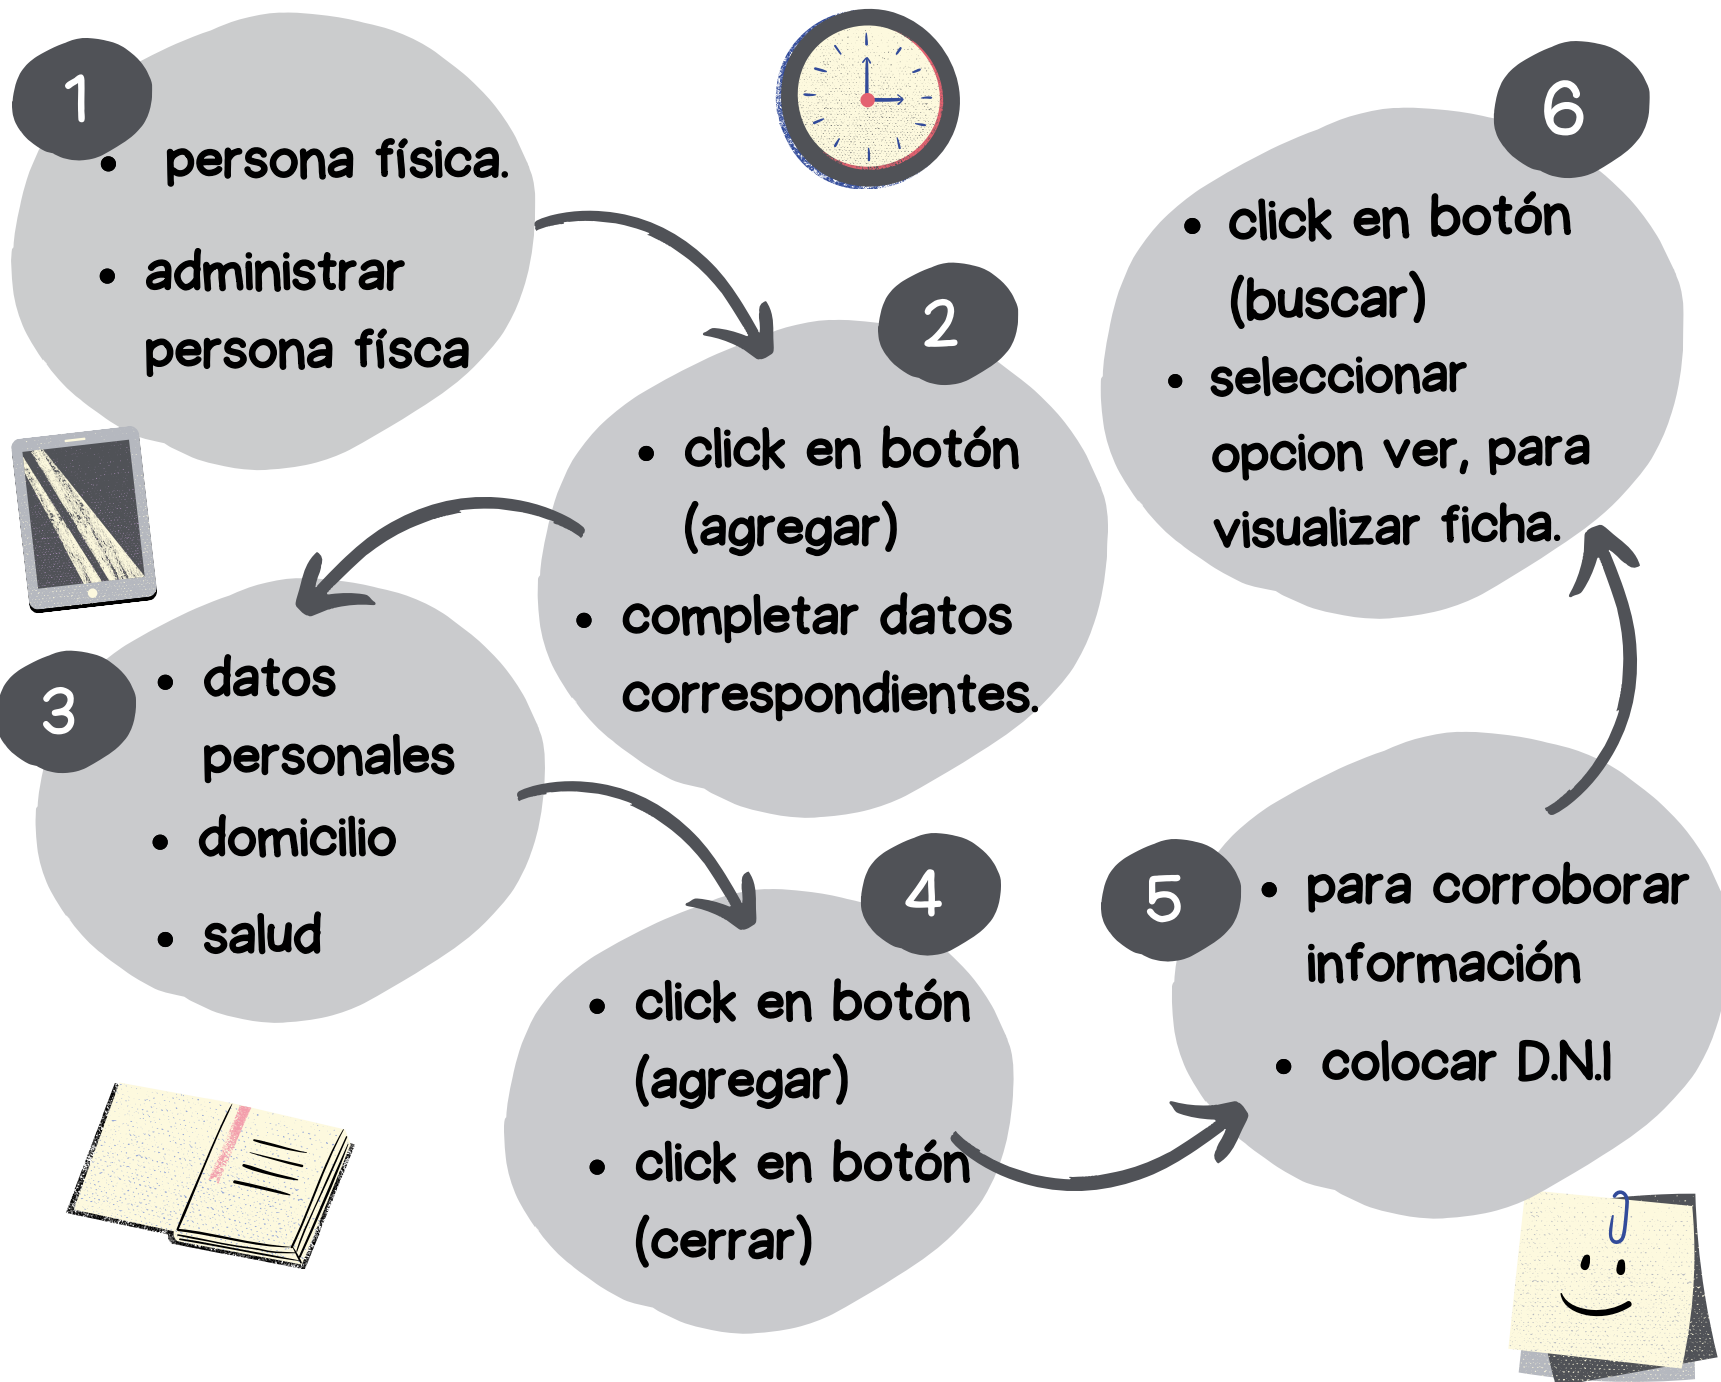 1
• persona física.
• administrar
persona físca
2
• click en botón
(agregar)
• completar datos
correspondientes.
3
• datos
personales
• domicilio
• salud
4
• click en botón
(agregar)
• click en botón
(cerrar)
5
• para corroborar
información
• colocar D.N.I
6
• click en botón
(buscar)
• seleccionar
opcion ver, para
visualizar ficha.